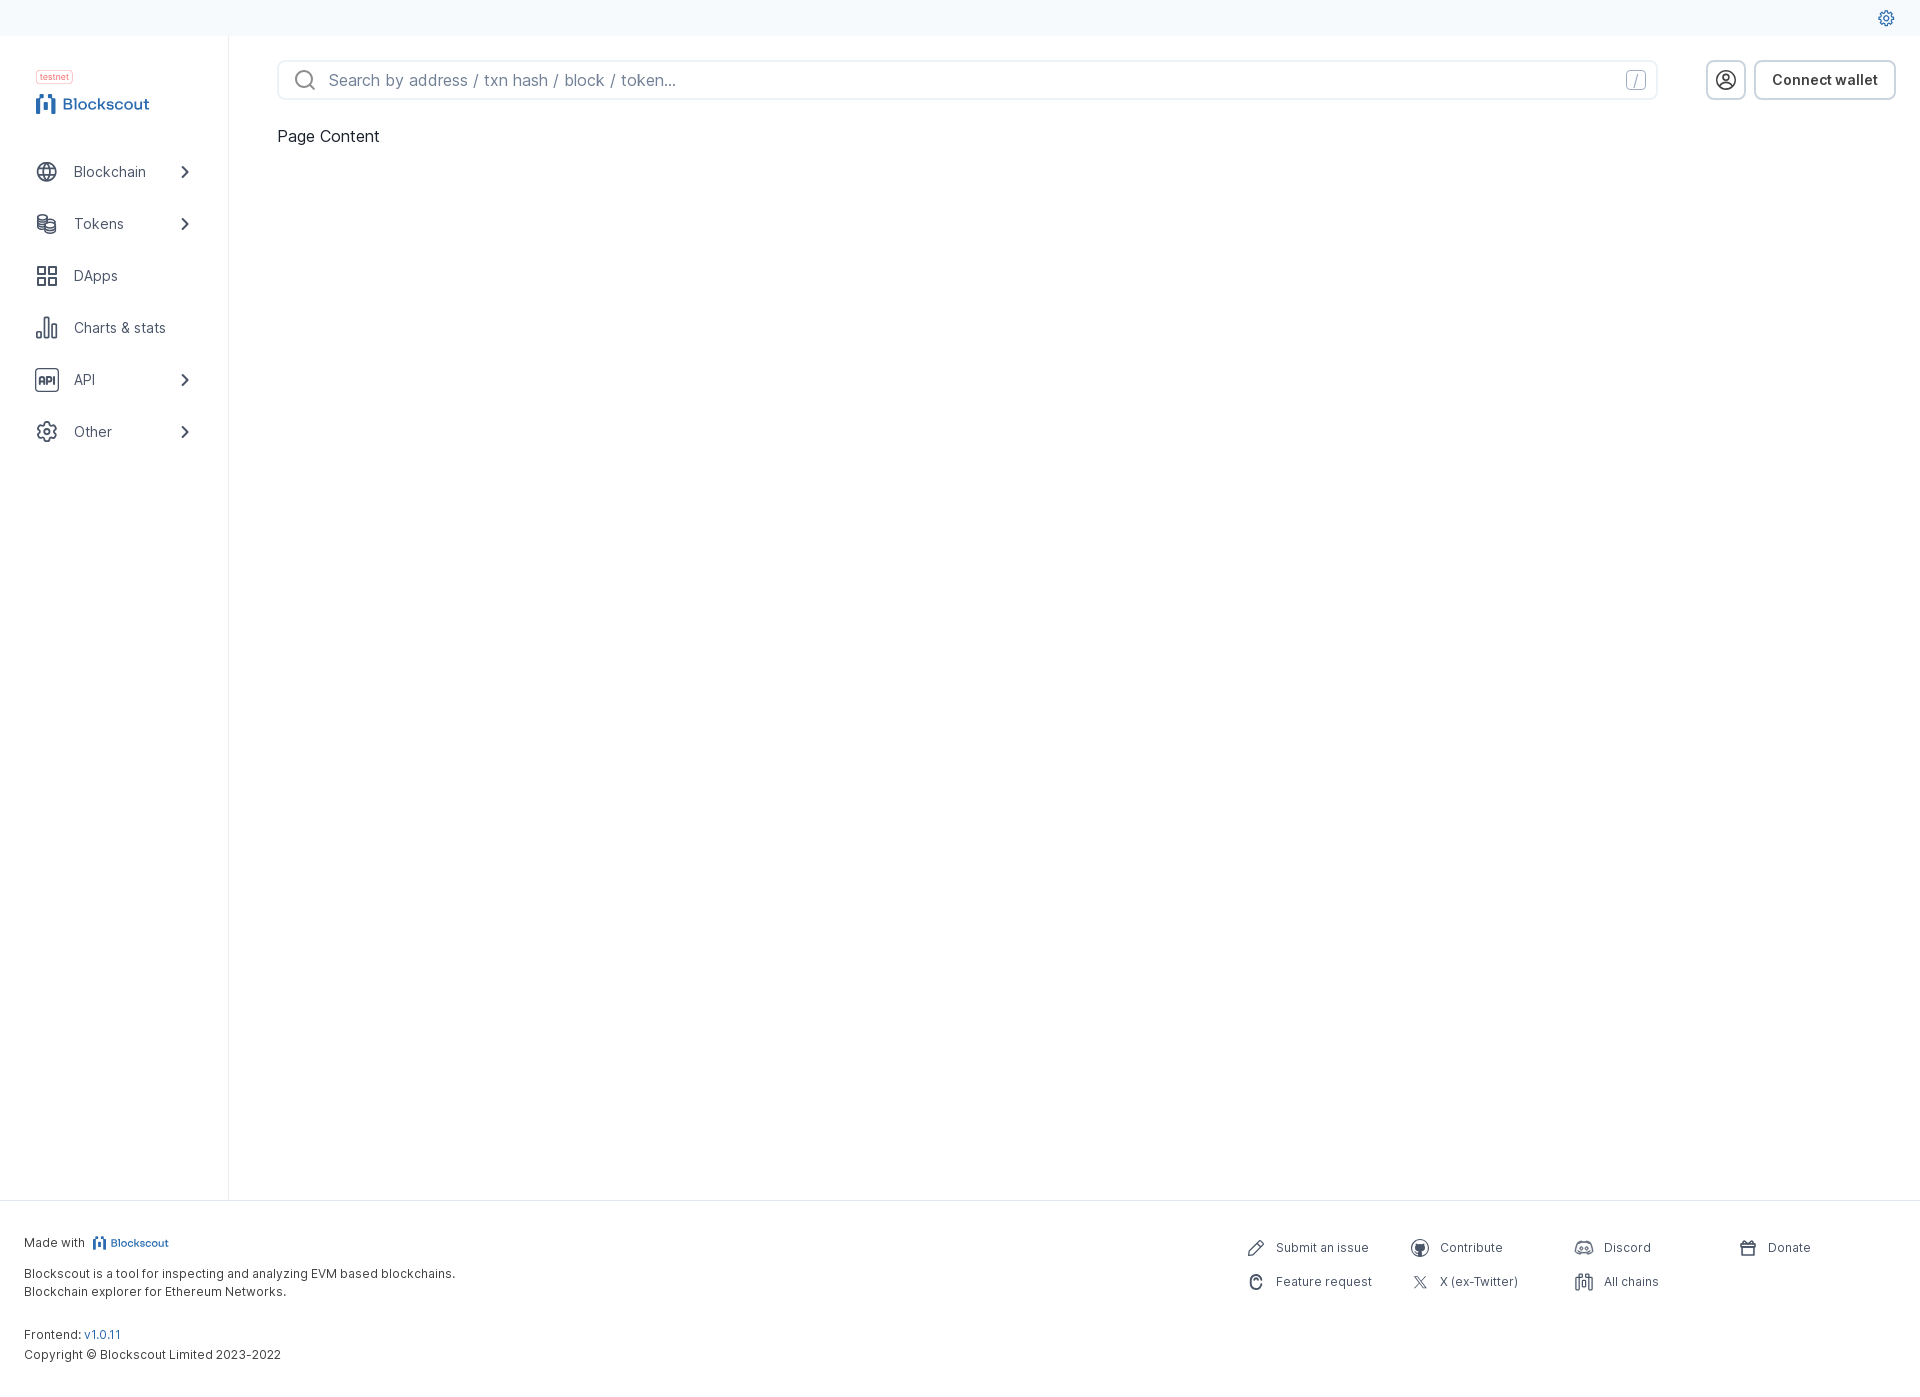 testnet
Blockscout
Search by address / txn hash / block / token...
/
Connect wallet
Page Content
Blockchain
Tokens
DApps
Charts & stats
API
API
Other
Made with Blockscout
Blockscout is a tool for inspecting and analyzing EVM based blockchains.
Blockchain explorer for Ethereum Networks.
Frontend: v1.0.11
Copyright © Blockscout Limited 2023-2022
Submit an issue
Contribute
Discord
Donate
Feature request
X (ex-Twitter)
All chains